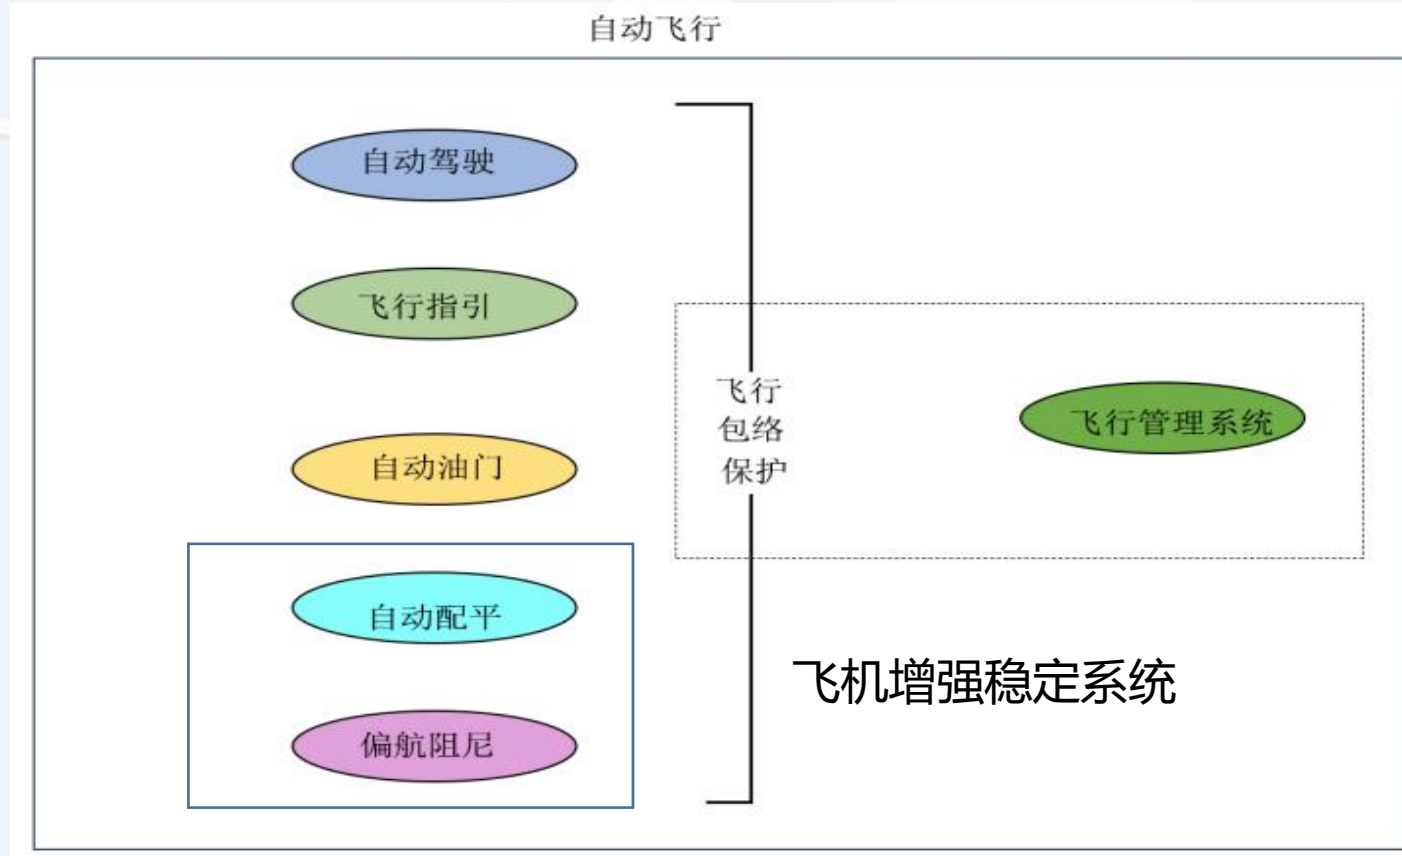 自动飞行
自动驾驶
飞行指引
自动油门
自动配平
偏航阻尼
飞行
包络
保护
飞行管理系统
飞机增强稳定系统